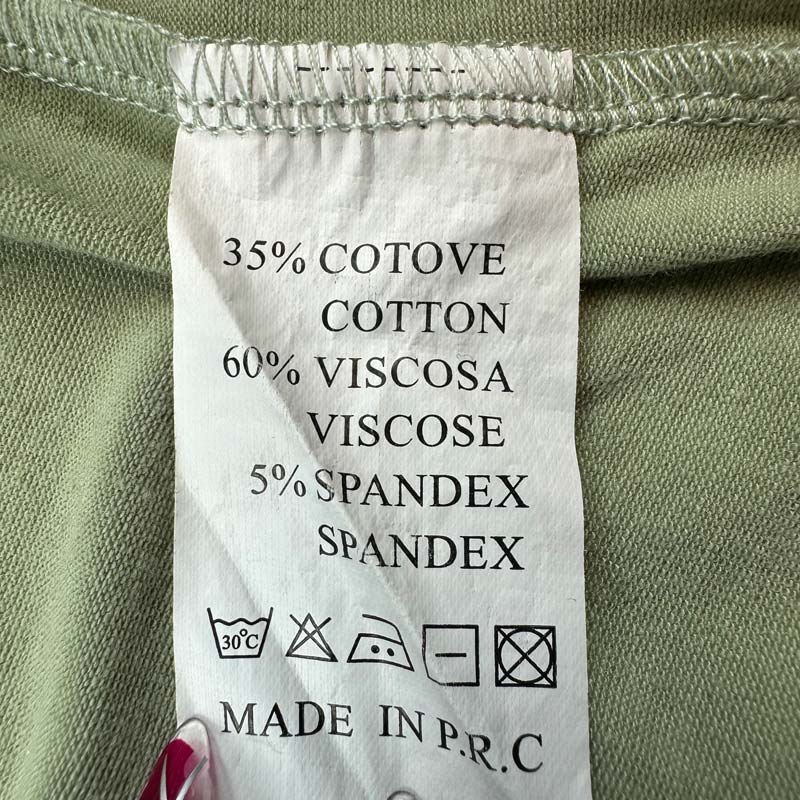 35% COTOVE
COTTON
60% VISCOSA
VISCOSE
5% SPANDEX
SPANDEX
30°C
MADE IN P.R.C